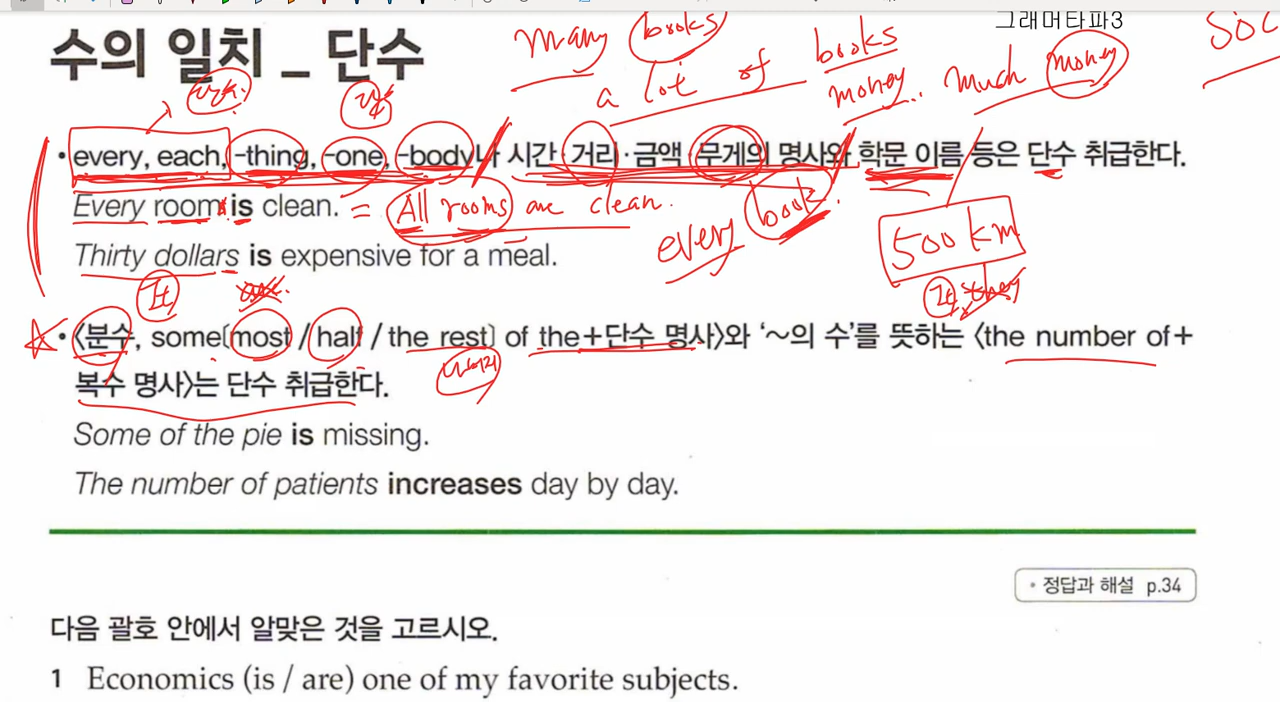 그래머타파3
수의 일치 _ 단수
many books
a lot of books
money..
much money
soc
• every, each, -thing, -one, -body나 시간·거리·금액·무게의 명사와 학문 이름 등은 단수 취급한다.
Every room is clean. = All rooms are clean.
every book.
500 km
Thirty dollars is expensive for a meal.
It
It they
• 〈분수, some[most / half / the rest] of the+단수 명사〉와 ‘~의 수’를 뜻하는 〈the number of+
나머지
복수 명사〉는 단수 취급한다.
Some of the pie is missing.
The number of patients increases day by day.
• 정답과 해설 p.34
다음 괄호 안에서 알맞은 것을 고르시오.
1 Economics (is / are) one of my favorite subjects.